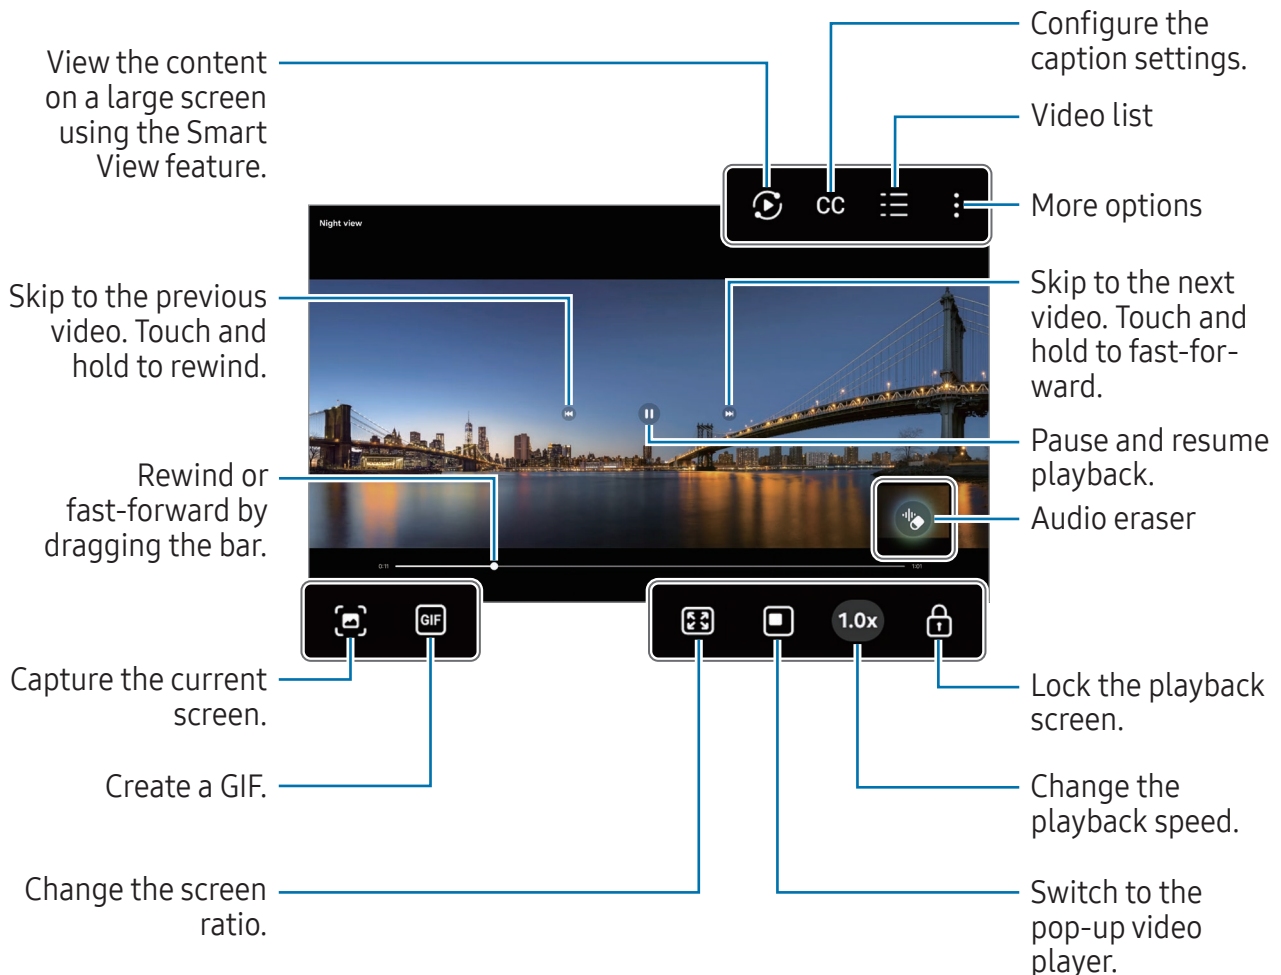 Configure the
caption settings.
View the content
on a large screen
using the Smart
View feature.
Video list
CC
More options
Night view
Skip to the previous
video. Touch and
hold to rewind.
Skip to the next
video. Touch and
hold to fast-for-
ward.
Pause and resume
playback.
Rewind or
fast-forward by
dragging the bar.
Audio eraser
0:11
1:01
GIF
1.0x
Capture the current
screen.
Lock the playback
screen.
Create a GIF.
Change the
playback speed.
Change the screen
ratio.
Switch to the
pop-up video
player.